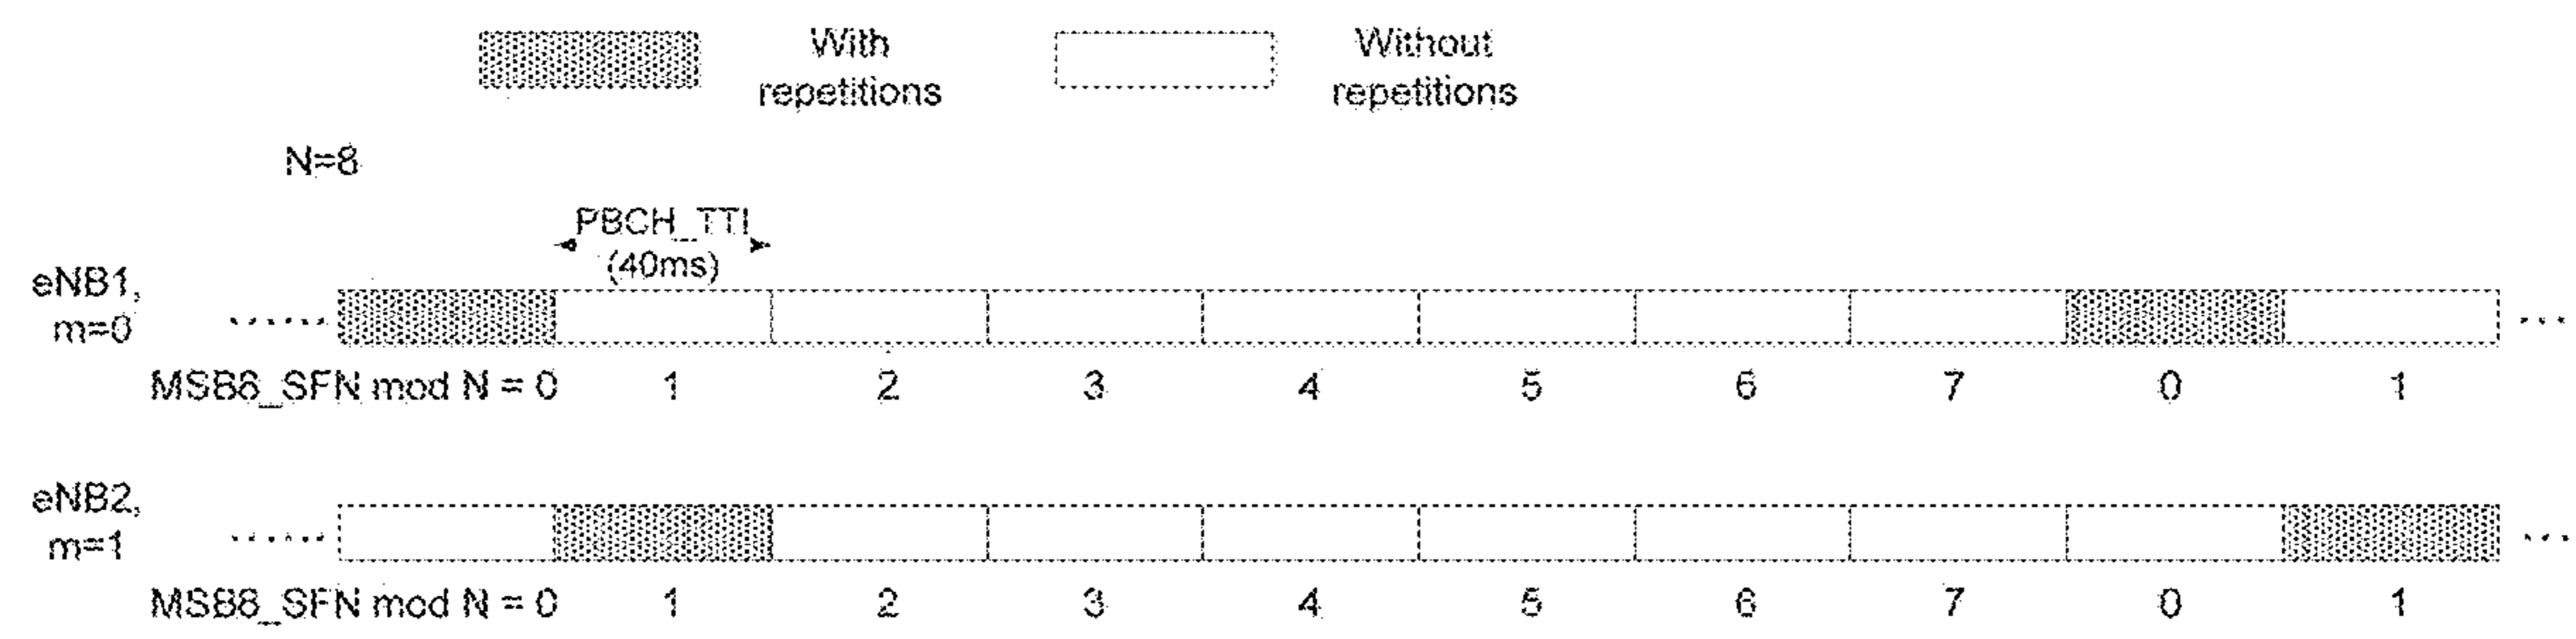 With
repetitions
Without
repetitions
N=8
PBCH_TTI
(40ms)
eNB1,
m=0
...... ...
MSB8_SFN mod N = 0 1 2 3 4 5 6 7 0 1
eNB2,
m=1
...... ...
MSB8_SFN mod N = 0 1 2 3 4 5 6 7 0 1